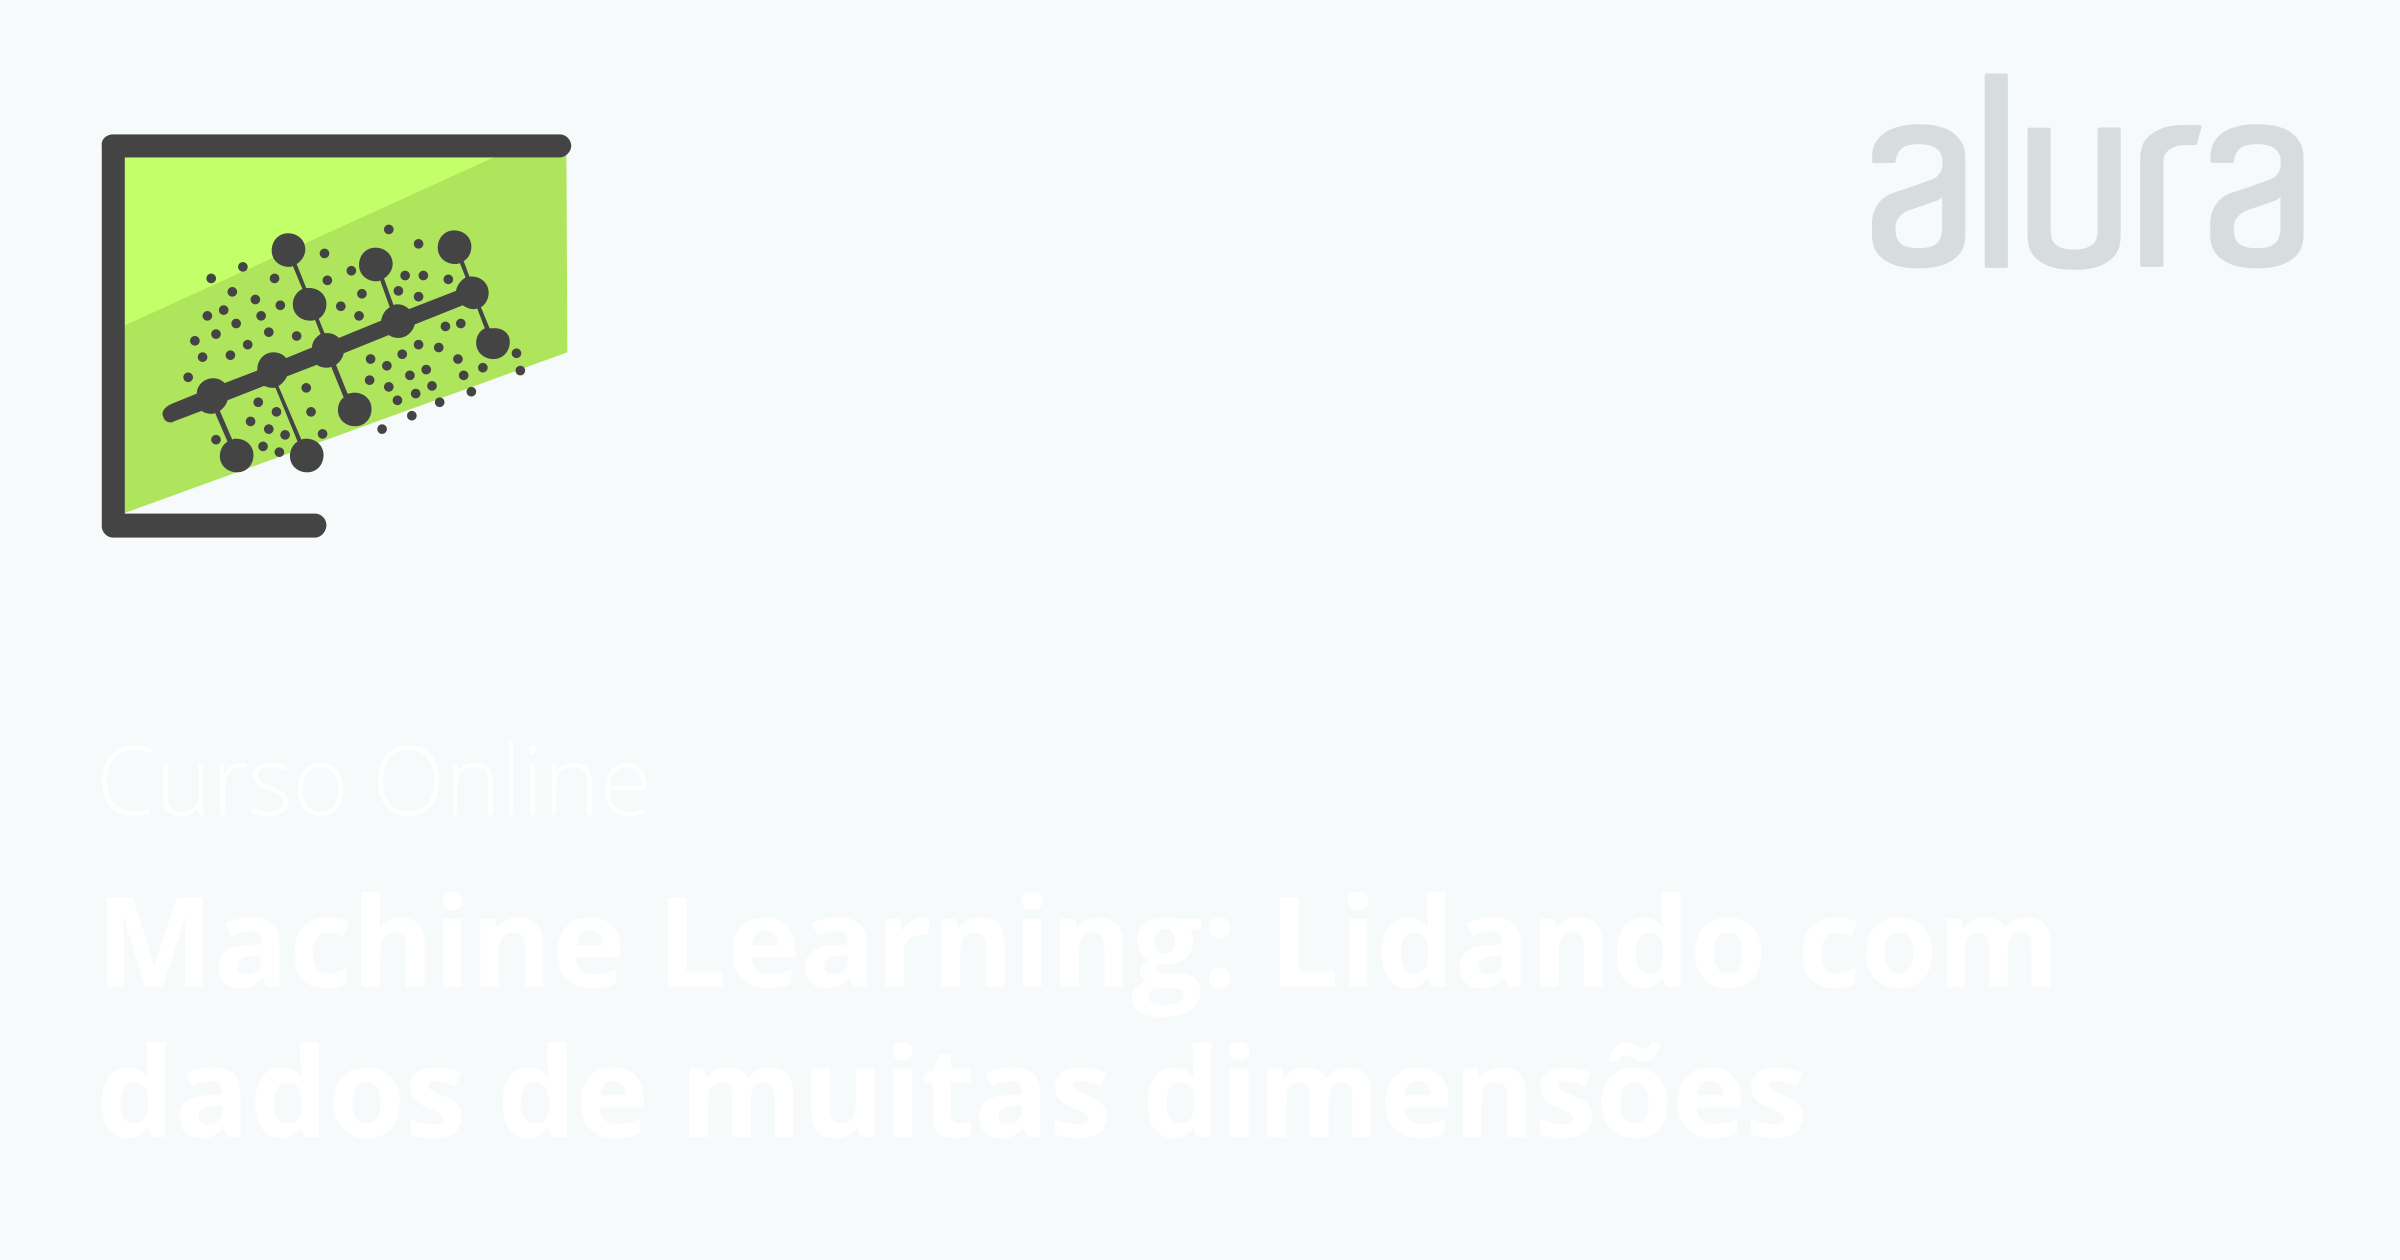 alura
Curso Online
Machine Learning: Lidando com
dados de muitas dimensões